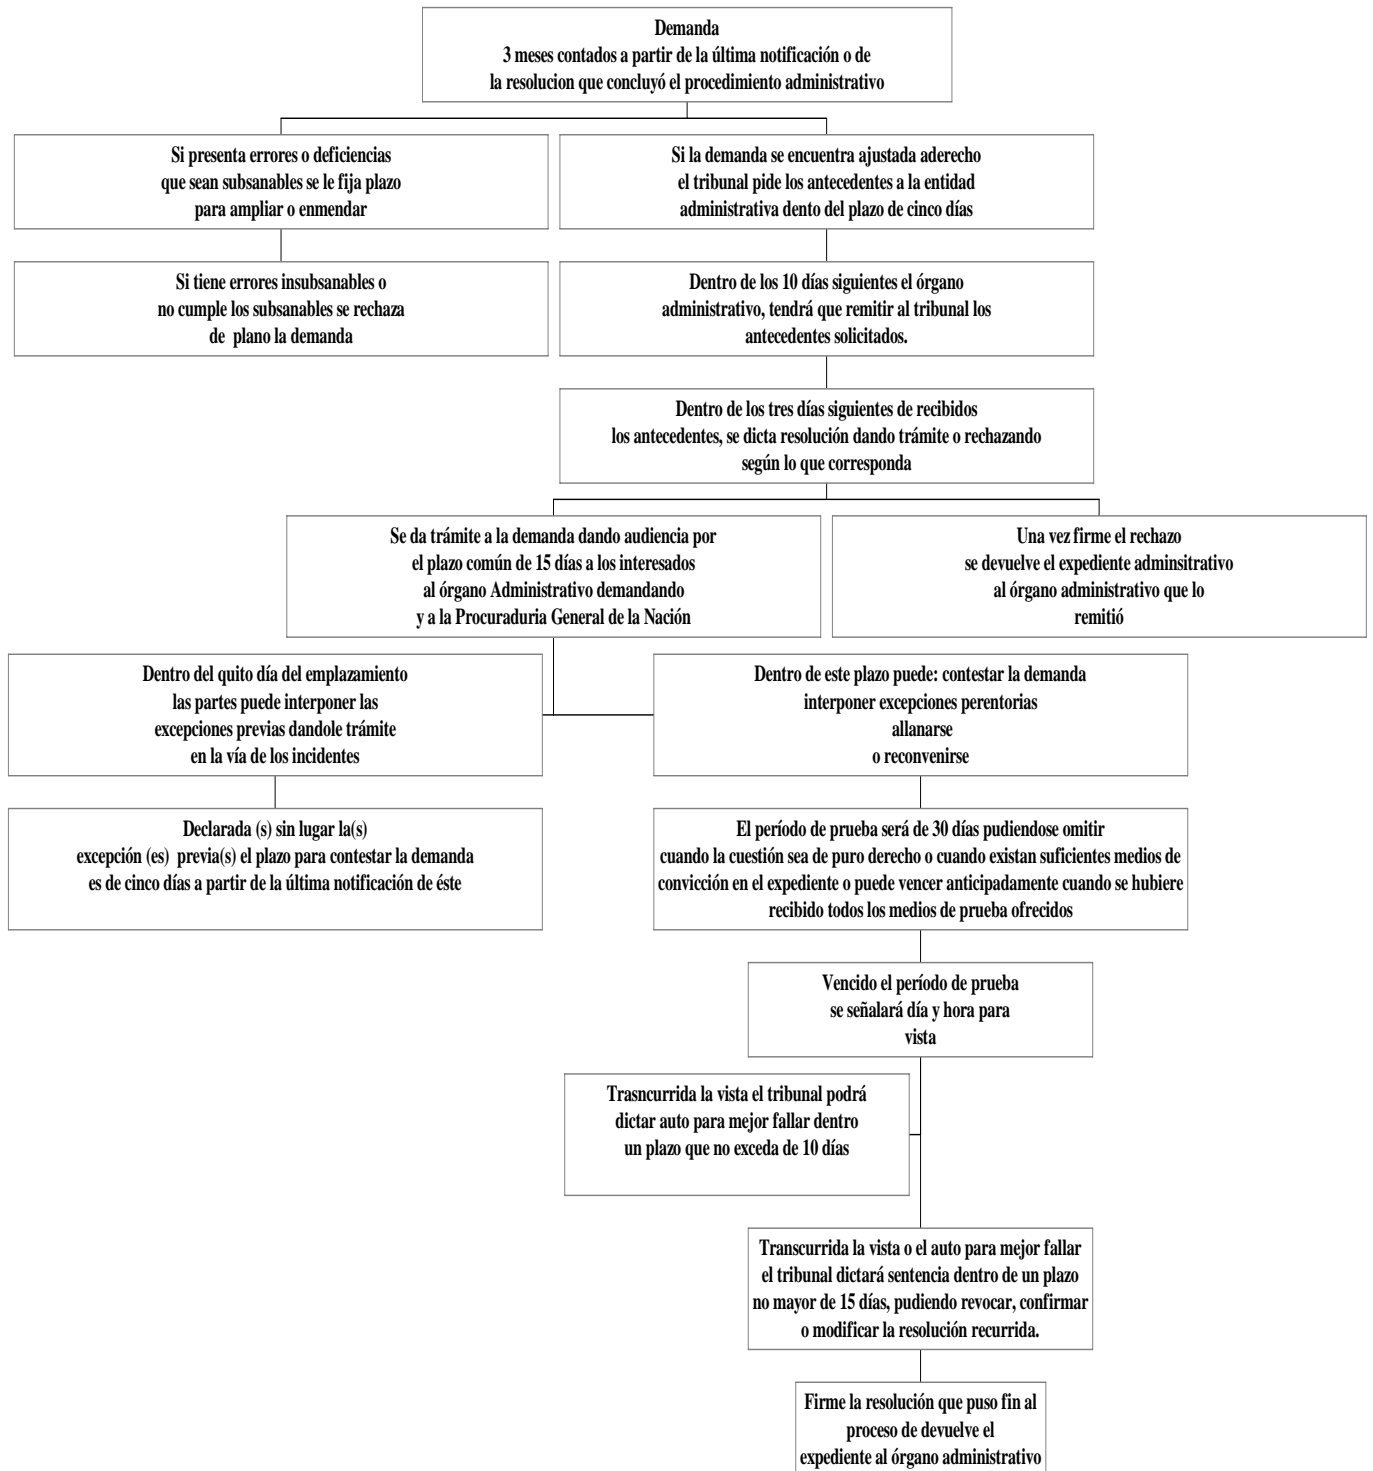 Demanda
3 meses contados a partir de la última notificación o de
la resolucion que concluyó el procedimiento administrativo
Si presenta errores o deficiencias
que sean subsanables se le fija plazo
para ampliar o enmendar
Si la demanda se encuentra ajustada aderecho
el tribunal pide los antecedentes a la entidad
administrativa dento del plazo de cinco días
Si tiene errores insubsanables o
no cumple los subsanables se rechaza
de plano la demanda
Dentro de los 10 días siguientes el órgano
administrativo, tendrá que remitir al tribunal los
antecedentes solicitados.
Dentro de los tres días siguientes de recibidos
los antecedentes, se dicta resolución dando trámite o rechazando
según lo que corresponda
Se da trámite a la demanda dando audiencia por
el plazo común de 15 días a los interesados
al órgano Administrativo demandando
y a la Procuraduria General de la Nación
Una vez firme el rechazo
se devuelve el expediente adminsitrativo
al órgano administrativo que lo
remitió
Dentro del quito día del emplazamiento
las partes puede interponer las
excepciones previas dandole trámite
en la vía de los incidentes
Dentro de este plazo puede: contestar la demanda
interponer excepciones perentorias
allanarse
o reconvenirse
Declarada (s) sin lugar la(s)
excepción (es) previa(s) el plazo para contestar la demanda
es de cinco días a partir de la última notificación de éste
El período de prueba será de 30 días pudiendose omitir
cuando la cuestión sea de puro derecho o cuando existan suficientes medios de
convicción en el expediente o puede vencer anticipadamente cuando se hubiere
recibido todos los medios de prueba ofrecidos
Vencido el período de prueba
se señalará día y hora para
vista
Trasncurrida la vista el tribunal podrá
dictar auto para mejor fallar dentro
un plazo que no exceda de 10 días
Transcurrida la vista o el auto para mejor fallar
el tribunal dictará sentencia dentro de un plazo
no mayor de 15 días, pudiendo revocar, confirmar
o modificar la resolución recurrida.
Firme la resolución que puso fin al
proceso de devuelve el
expediente al órgano administrativo